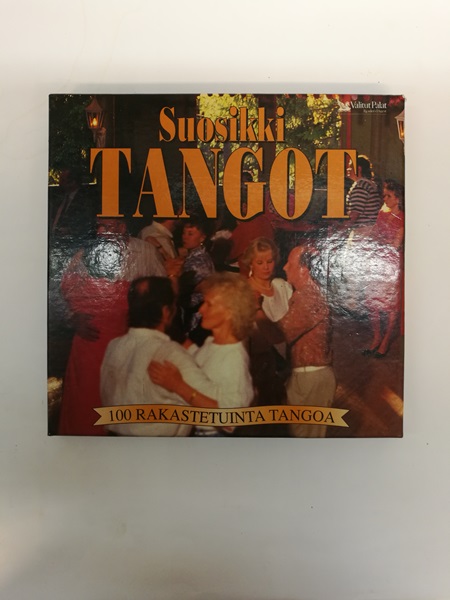 Valitut Palat
Suosikki
TANGOT
100 RAKASTETUINTA TANGOA